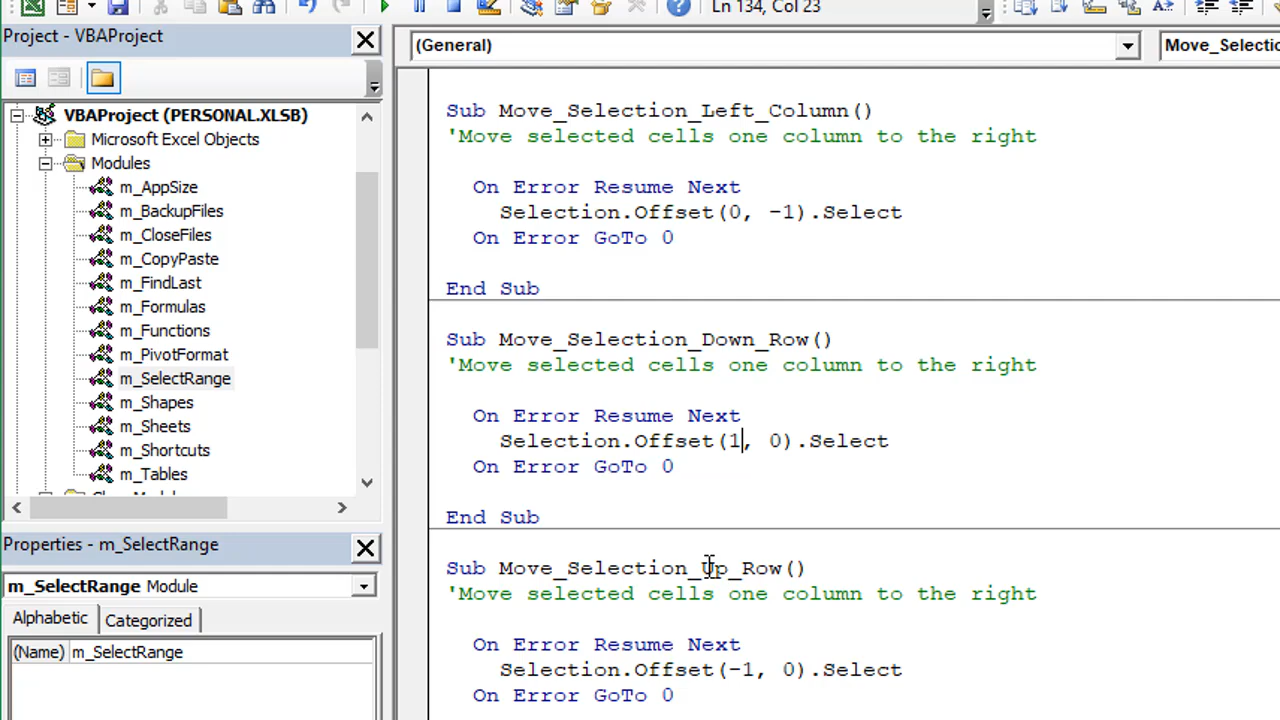 Ln 134, Col 23
Project - VBAProject
VBAProject (PERSONAL.XLSB)
Microsoft Excel Objects
Modules
m_AppSize
m_BackupFiles
m_CloseFiles
m_CopyPaste
m_FindLast
m_Formulas
m_Functions
m_PivotFormat
m_SelectRange
m_Shapes
m_Sheets
m_Shortcuts
m_Tables
Properties - m_SelectRange
m_SelectRange Module
Alphabetic Categorized
(Name) m_SelectRange
(General) Move_Selectio
Sub Move_Selection_Left_Column()
'Move selected cells one column to the right
On Error Resume Next
Selection.Offset(0, -1).Select
On Error GoTo 0
End Sub
Sub Move_Selection_Down_Row()
'Move selected cells one column to the right
On Error Resume Next
Selection.Offset(1, 0).Select
On Error GoTo 0
End Sub
Sub Move_Selection_Up_Row()
'Move selected cells one column to the right
On Error Resume Next
Selection.Offset(-1, 0).Select
On Error GoTo 0